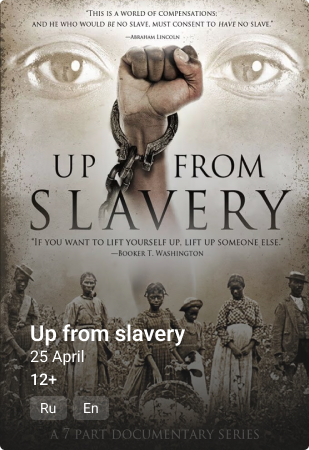 "THIS IS A WORLD OF COMPENSATIONS;
AND HE WHO WOULD BE NO SLAVE, MUST CONSENT TO HAVE NO SLAVE."
—ABRAHAM LINCOLN
UP FROM
SLAVERY
"IF YOU WANT TO LIFT YOURSELF UP, LIFT UP SOMEONE ELSE."
—BOOKER T. WASHINGTON
Up from slavery
25 April
12+
Ru En
A 7 PART DOCUMENTARY SERIES